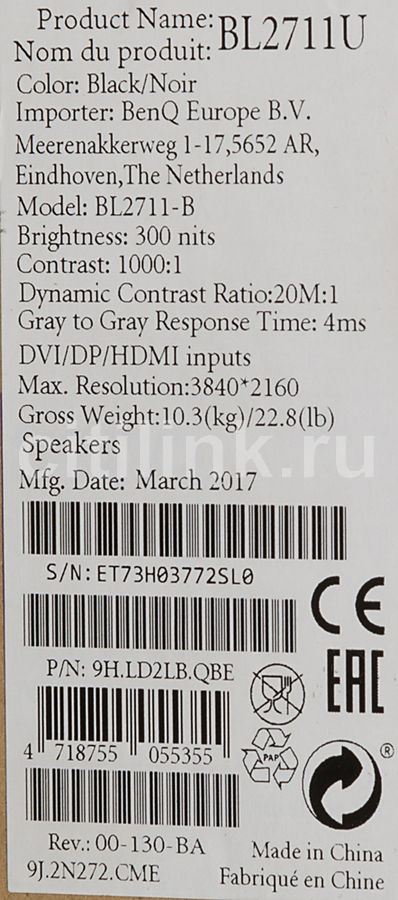 Product Name: BL2711U
Nom du produit:
Color: Black/Noir
Importer: BenQ Europe B.V.
Meerenakkerweg 1-17,5652 AR,
Eindhoven,The Netherlands
Model: BL2711-B
Brightness: 300 nits
Contrast: 1000:1
Dynamic Contrast Ratio:20M:1
Gray to Gray Response Time: 4ms
DVI/DP/HDMI inputs
Max. Resolution:3840*2160
Gross Weight:10.3(kg)/22.8(lb)
Speakers
citilink.ru
Mfg. Date: March 2017
S/N: ET73H03772SL0
CE
P/N: 9H.LD2LB.QBE
EAC
4 718755 055355
PAP
®
Rev.: 00-130-BA
Made in China
9J.2N272.CME
Fabriqué en Chine